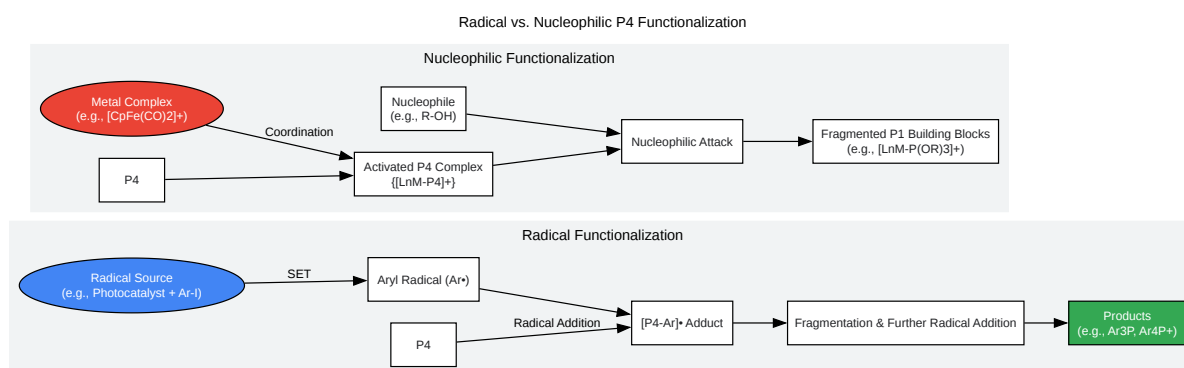 Radical vs. Nucleophilic P4 Functionalization
Nucleophilic Functionalization
Metal Complex
(e.g., [CpFe(CO)2]+)
Coordination
P4
Nucleophile
(e.g., R-OH)
Activated P4 Complex
{[LnM-P4]+}
Nucleophilic Attack
Fragmented P1 Building Blocks
(e.g., [LnM-P(OR)3]+)
Radical Functionalization
Radical Source
(e.g., Photocatalyst + Ar-I)
SET
Aryl Radical (Ar•)
P4
Radical Addition
[P4-Ar]• Adduct
Fragmentation & Further Radical Addition
Products
(e.g., Ar3P, Ar4P+)